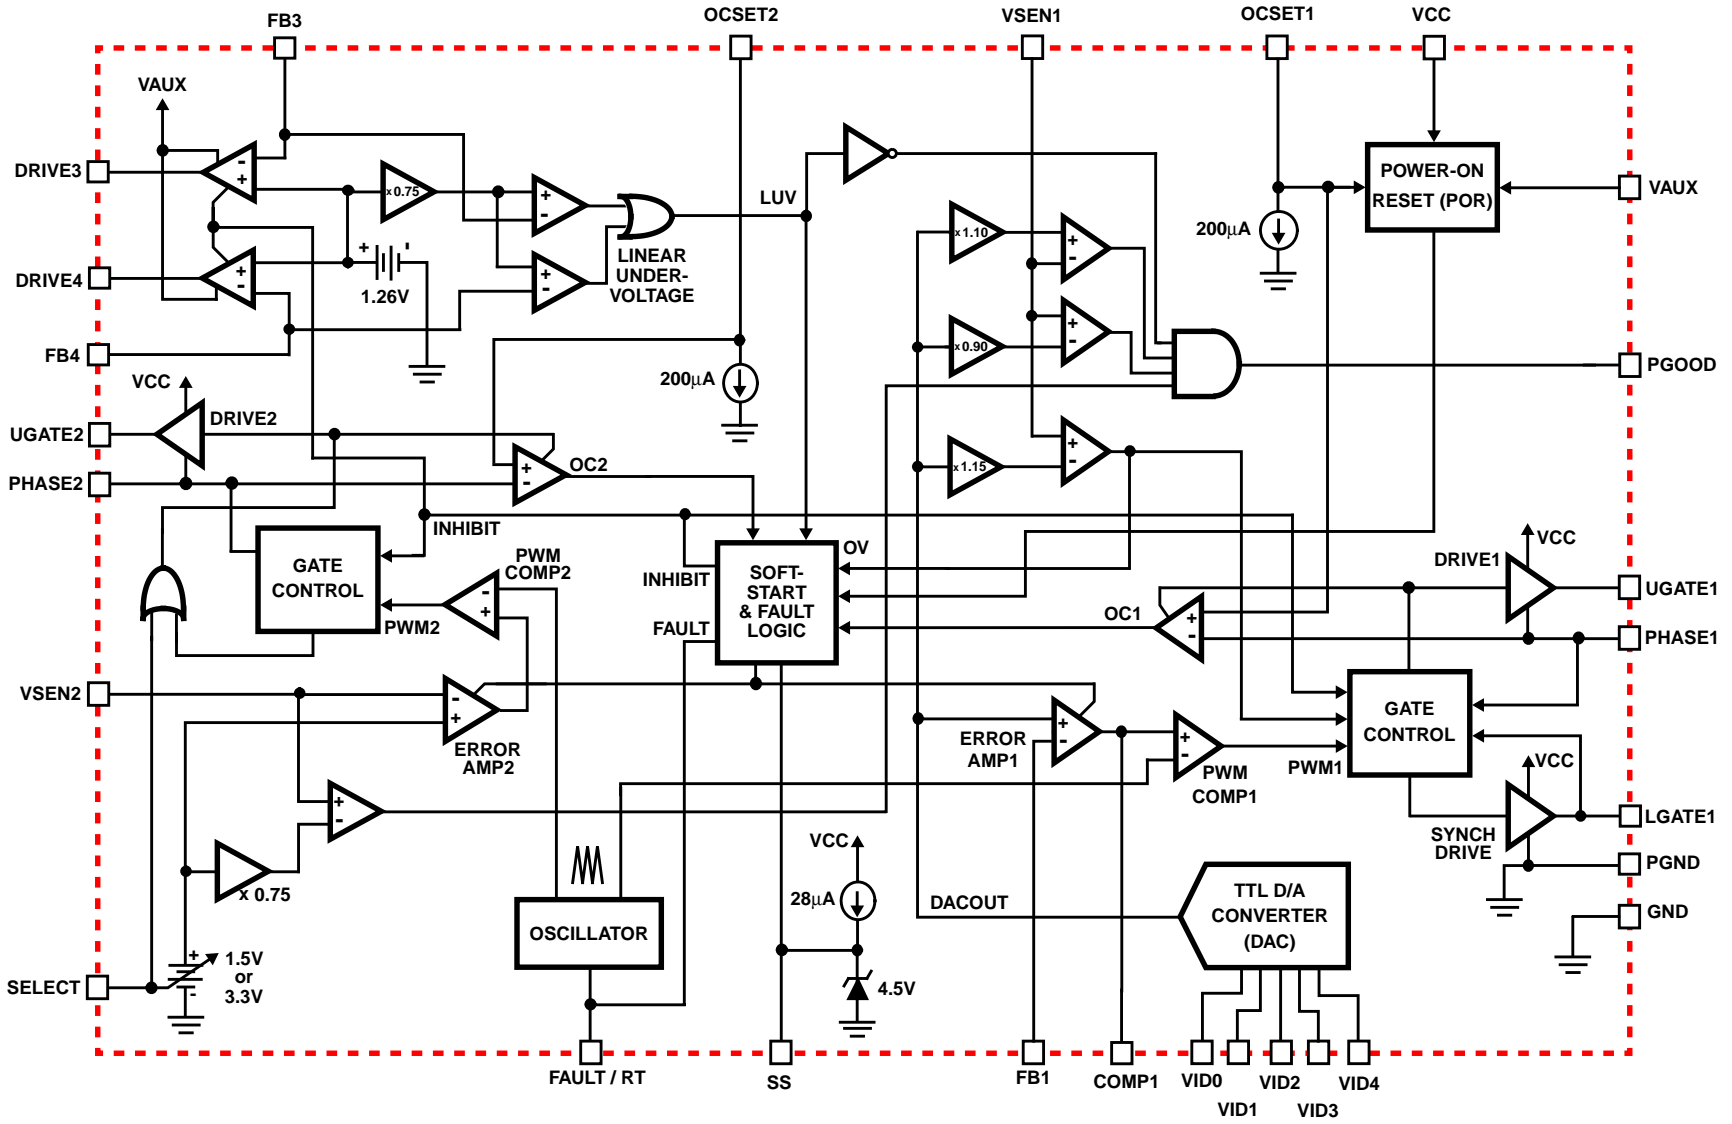 FB3
OCSET2
VSEN1
OCSET1
VCC
VAUX
DRIVE3
-
+
x 0.75
+
-
LUV
x 1.10
+
-
POWER-ON
RESET (POR)
VAUX
200µA
LINEAR
UNDER-
VOLTAGE
DRIVE4
+
-
+
-
1.26V
+
-
FB4
x 0.90
+
-
PGOOD
200µA
VCC
DRIVE2
UGATE2
PHASE2
+
-
OC2
x 1.15
+
-
INHIBIT
GATE
CONTROL
PWM
COMP2
-
+
PWM2
INHIBIT
FAULT
SOFT-
START
& FAULT
LOGIC
OV
OC1
+
-
DRIVE1
VCC
UGATE1
PHASE1
VSEN2
-
+
ERROR
AMP2
ERROR
AMP1
+
-
+
-
PWM
COMP1
PWM1
GATE
CONTROL
VCC
SYNCH
DRIVE
LGATE1
PGND
GND
+
-
x 0.75
VCC
28µA
4.5V
DACOUT
TTL D/A
CONVERTER
(DAC)
OSCILLATOR
SELECT
+
-
1.5V
or
3.3V
FAULT / RT
SS
FB1
COMP1
VID0
VID1
VID2
VID3
VID4